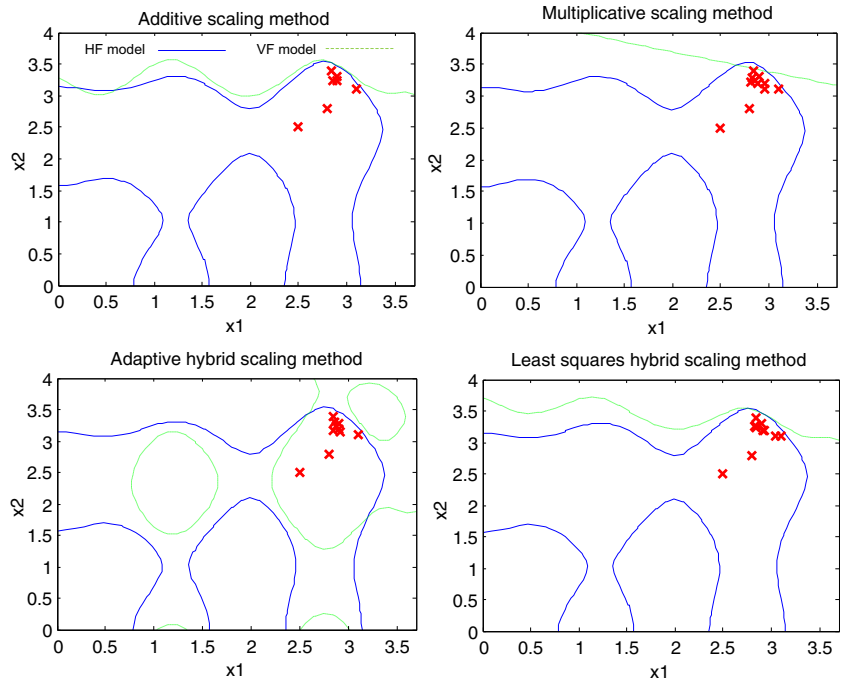 Additive scaling method
HF model
VF model
4
3.5
3
2.5
2
1.5
1
0.5
0
x2
0 0.5 1 1.5 2 2.5 3 3.5
x1
Multiplicative scaling method
4
3.5
3
2.5
2
1.5
1
0.5
0
x2
0 0.5 1 1.5 2 2.5 3 3.5
x1
Adaptive hybrid scaling method
4
3.5
3
2.5
2
1.5
1
0.5
0
x2
0 0.5 1 1.5 2 2.5 3 3.5
x1
Least squares hybrid scaling method
4
3.5
3
2.5
2
1.5
1
0.5
0
x2
0 0.5 1 1.5 2 2.5 3 3.5
x1